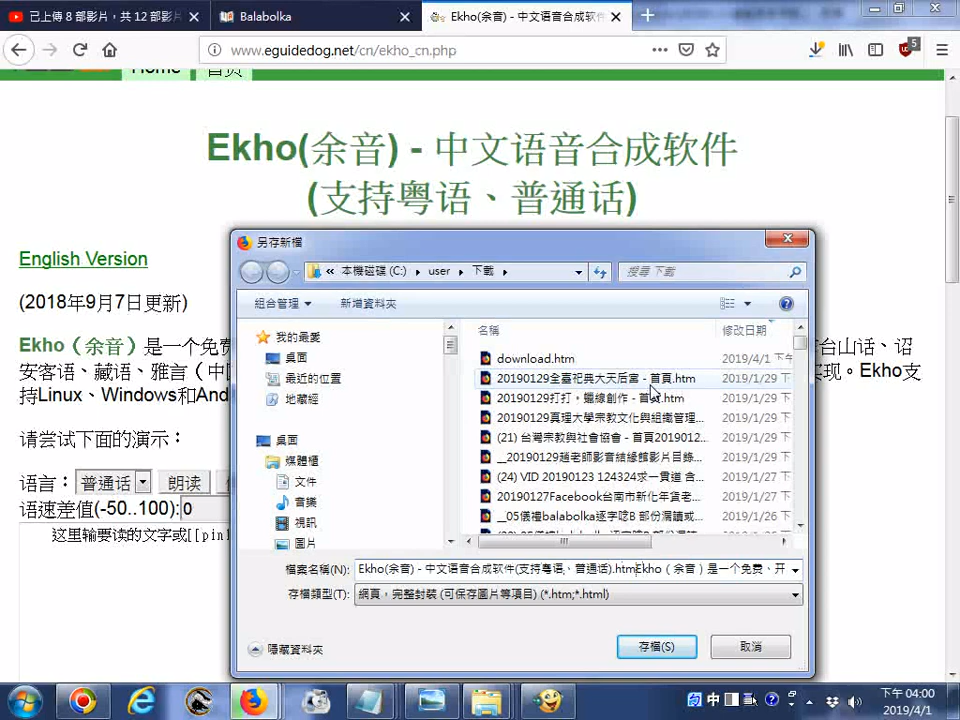 已上傳 8 部影片，共 12 部影片
Balabolka
Ekho(余音) - 中文语音合成软件
www.eguidedog.net/cn/ekho_cn.php
5
Home
首页
Ekho(余音) - 中文语音合成软件
(支持粤语、普通话)
English Version
(2018年9月7日更新)
Ekho（余音）是一个免费
台山话、诏
安客语、藏语、雅言（中
现。Ekho支
持Linux、Windows和And
请尝试下面的演示：
语言：
普通话
朗读
语速差值(-50..100):
0
这里输要读的文字或[[pin
另存新檔
« 本機磁碟 (C:) ▸ user ▸ 下載 ▸
搜尋 下載
組合管理 ▼
新增資料夾
我的最愛
桌面
最近的位置
地藏經
桌面
媒體櫃
文件
音樂
視訊
圖片
名稱
修改日期
download.htm
2019/4/1 下午
20190129全臺祀典大天后宮 - 首頁.htm
2019/1/29 下
20190129打打，蠟線創作 - 首頁.htm
2019/1/29 下
20190129真理大學宗教文化與組織管理...
2019/1/29 下
(21) 台灣宗教與社會協會 - 首頁2019012...
2019/1/29 下
__20190129趙老師影音結緣館影片目錄...
2019/1/29 下
(24) VID 20190123 124324求一貫道 含...
2019/1/27 下
20190127Facebook台南市新化年貨老...
2019/1/27 下
__05儀禮balabolka逐字唸B 部份漏讀或...
2019/1/26 下
檔案名稱(N):
Ekho(余音) - 中文语音合成软件(支持粤语、普通话).htmEkho（余音）是一个免费、开
存檔類型(T):
網頁，完整封裝 (可保存圖片等項目) (*.htm;*.html)
隱藏資料夾
存檔(S)
取消
中
下午 04:00
2019/4/1